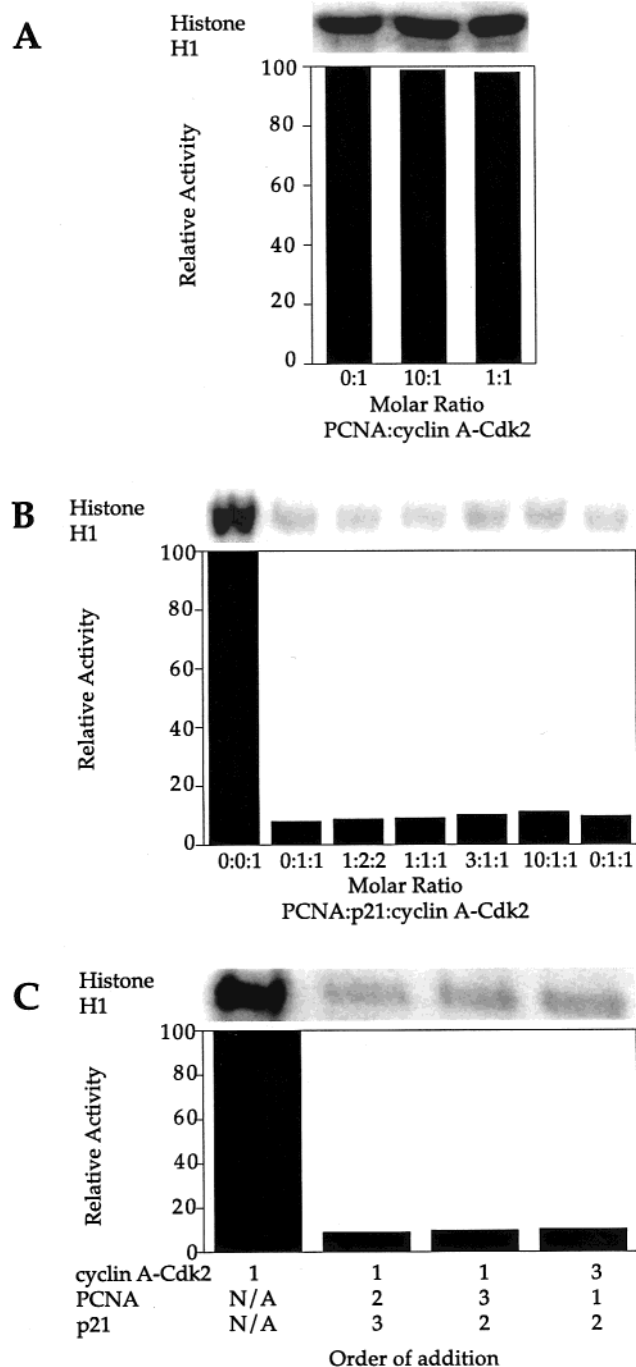 A
Histone
H1
Relative Activity
100
80
60
40
20
0
0:1 10:1 1:1
Molar Ratio
PCNA:cyclin A-Cdk2
B
Histone
H1
Relative Activity
100
80
60
40
20
0
0:0:1 0:1:1 1:2:2 1:1:1 3:1:1 10:1:1 0:1:1
Molar Ratio
PCNA:p21:cyclin A-Cdk2
C
Histone
H1
Relative Activity
100
80
60
40
20
0
cyclin A-Cdk2 1 1 1 3
PCNA N/A 2 3 1
p21 N/A 3 2 2
Order of addition